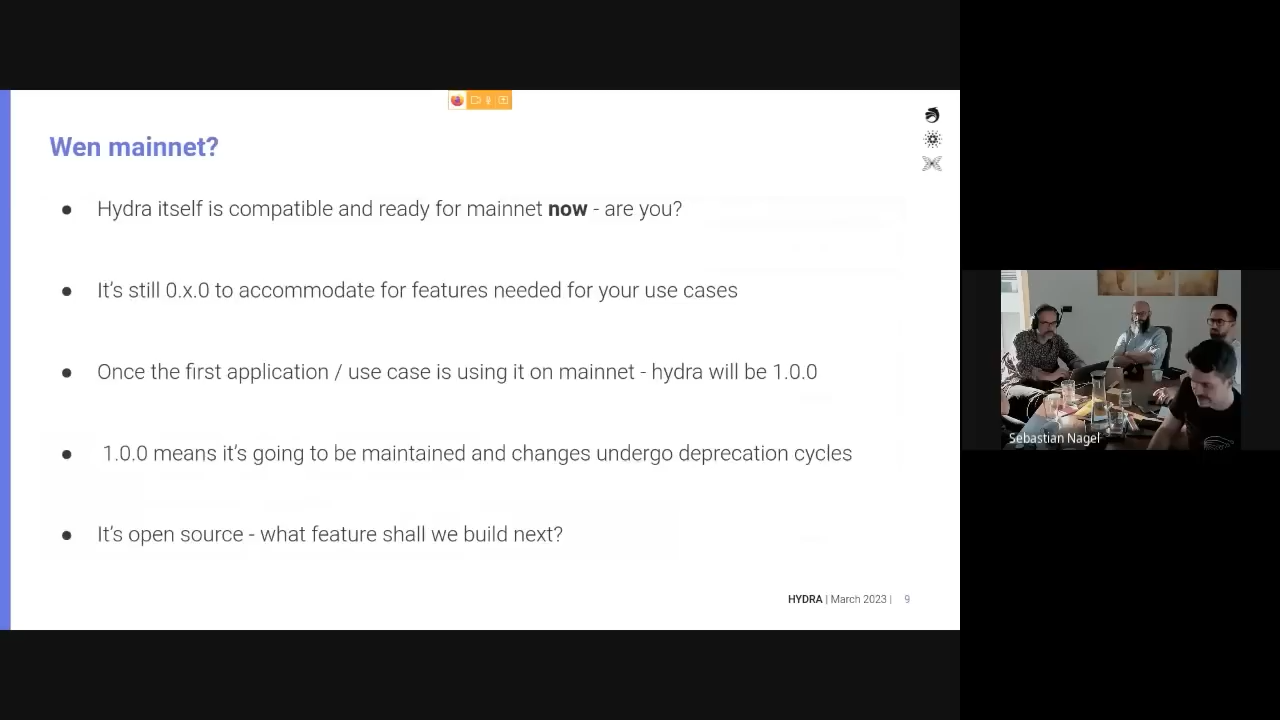 Wen mainnet?
● Hydra itself is compatible and ready for mainnet now - are you?
● It's still 0.x.0 to accommodate for features needed for your use cases
● Once the first application / use case is using it on mainnet - hydra will be 1.0.0
● 1.0.0 means it's going to be maintained and changes undergo deprecation cycles
● It's open source - what feature shall we build next?
HYDRA | March 2023 | 9
Sebastian Nagel